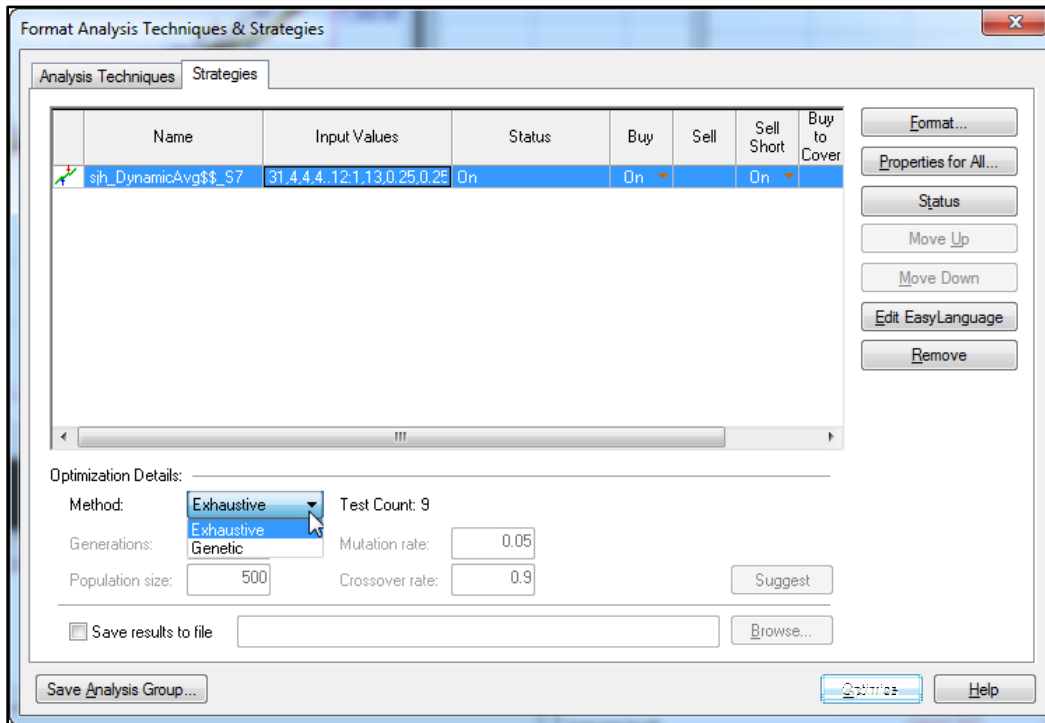 Format Analysis Techniques & Strategies
Analysis Techniques
Strategies
Name
Input Values
Status
Buy
Sell
Sell Short
Buy to Cover
sjh_DynamicAvg$$_S7
31,4,4,4..12:1,13,0.25,0.25
On
On
On
Format...
Properties for All...
Status
Move Up
Move Down
Edit EasyLanguage
Remove
Optimization Details:
Method:
Exhaustive
Test Count: 9
Exhaustive
Genetic
Generations:
Mutation rate:
0.05
Population size:
500
Crossover rate:
0.9
Suggest
Save results to file
Browse...
Save Analysis Group...
Optimize
Help